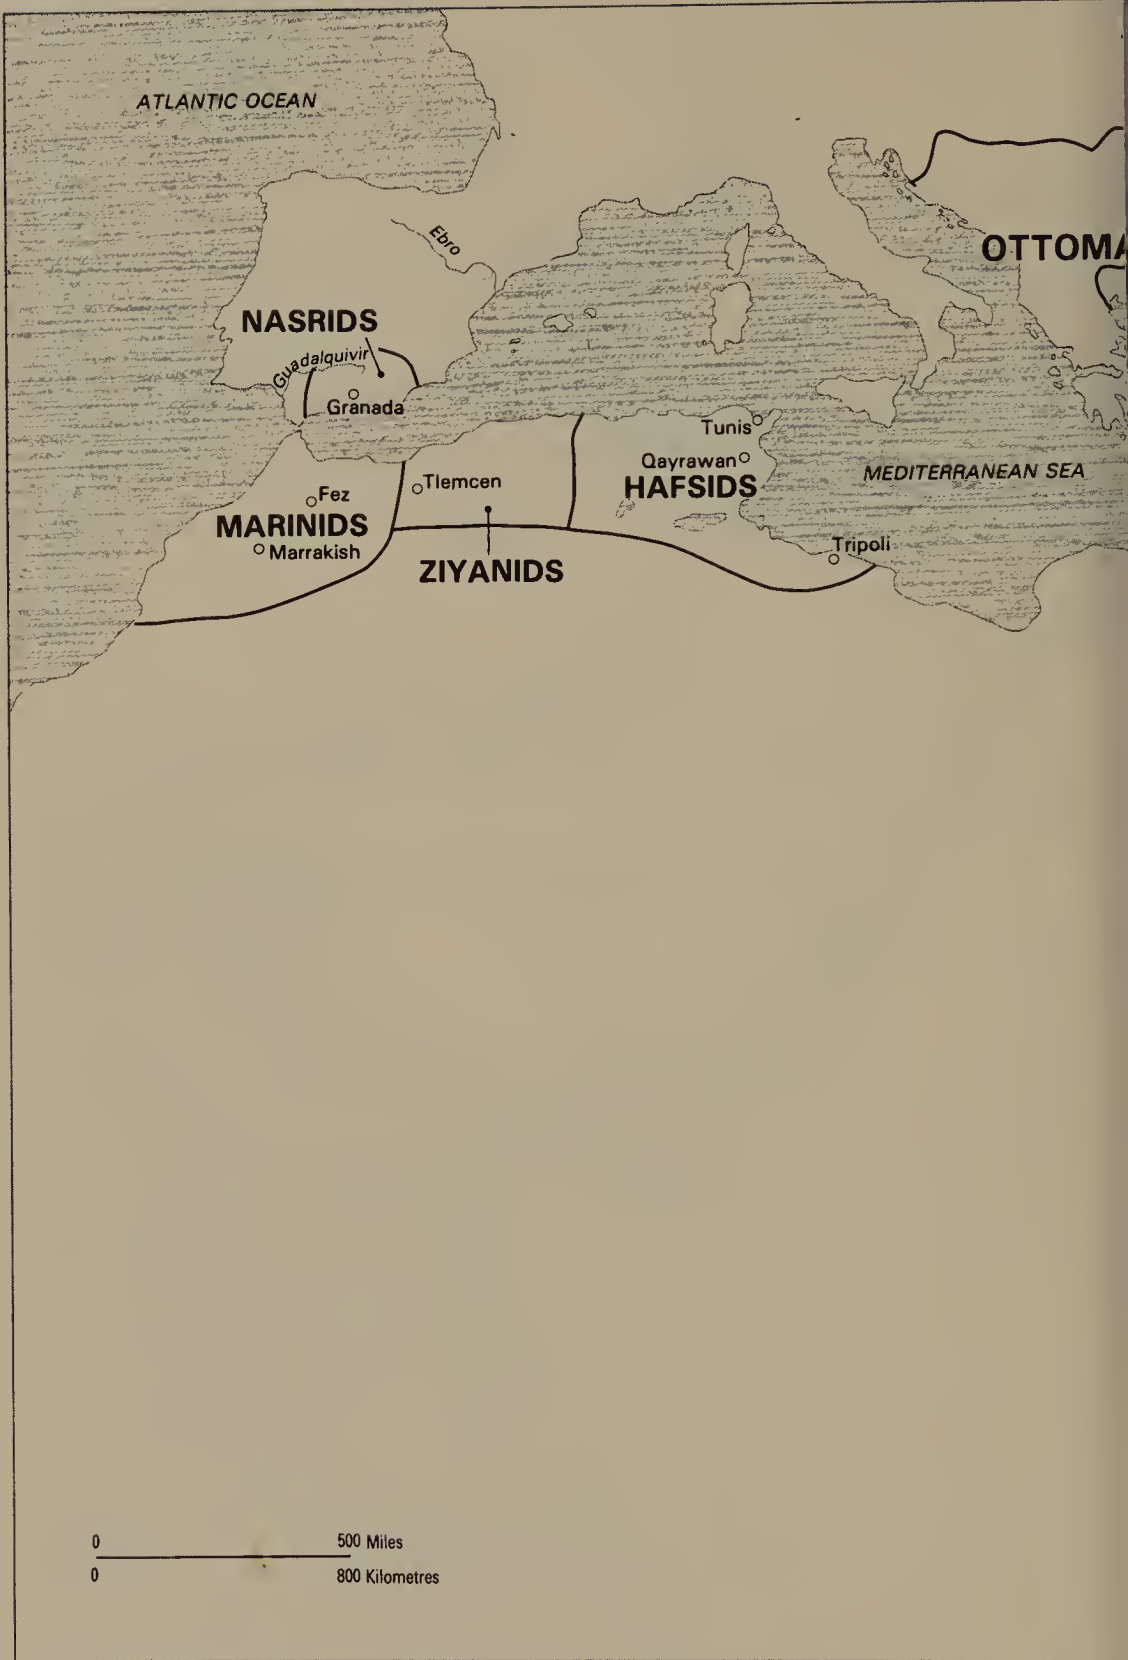 ATLANTIC OCEAN
Ebro
OTTOMA
NASRIDS
Guadalquivir
Granada
Tunis
Qayrawan
HAFSIDS
MEDITERRANEAN SEA
Tlemcen
Fez
MARINIDS
Marrakish
Tripoli
ZIYANIDS
0 500 Miles
0 800 Kilometres